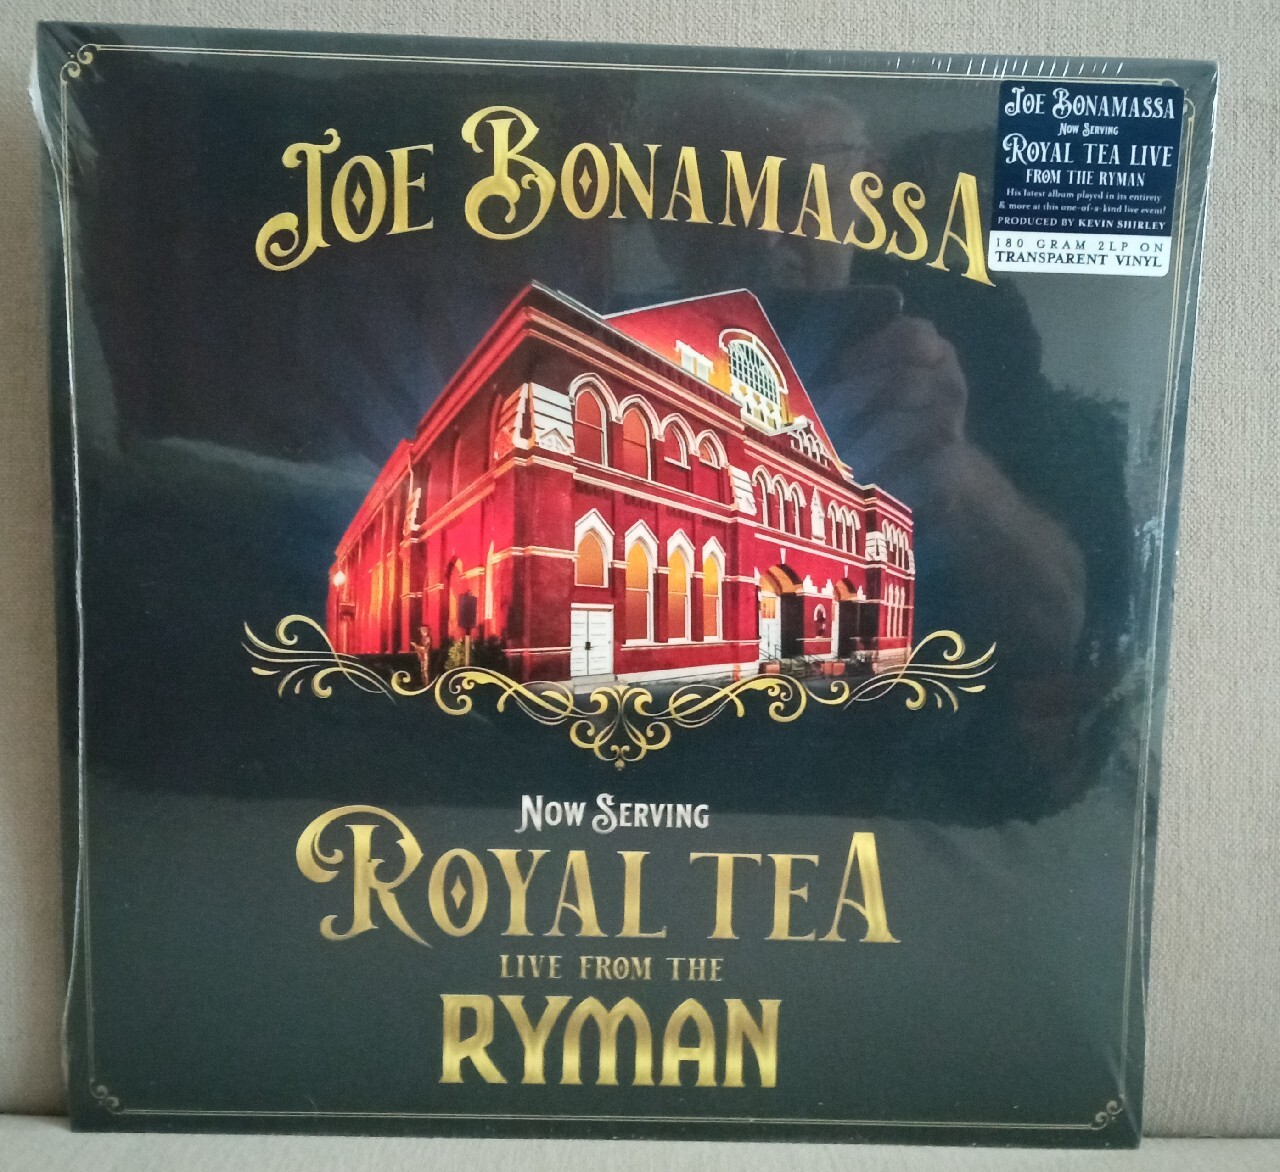 JOE BONAMASSA
NOW SERVING
ROYAL TEA
LIVE FROM THE
RYMAN
JOE BONAMASSA
NOW SERVING
ROYAL TEA LIVE
FROM THE RYMAN
His latest album played in its entirety
& more at this one-of-a-kind live event!
PRODUCED BY KEVIN SHIRLEY
180 GRAM 2LP ON
TRANSPARENT VINYL